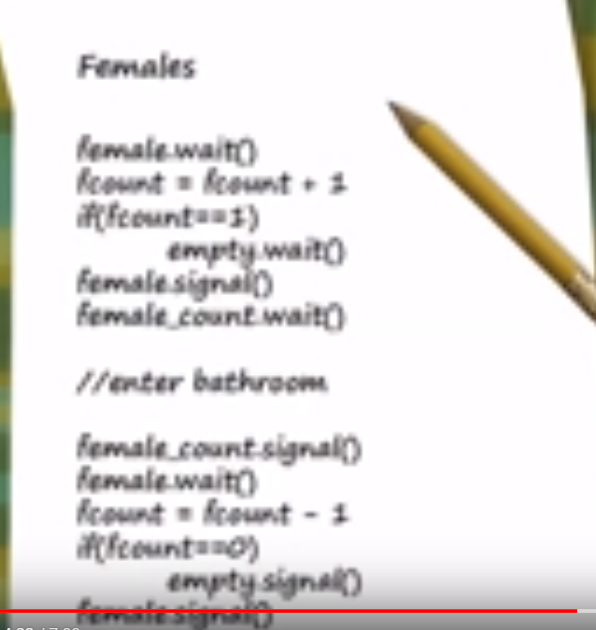 Females
female.wait()
fcount = fcount + 1
if(fcount==1)
empty.wait()
female.signal()
female_count.wait()
//enter bathroom
female_count.signal()
female.wait()
fcount = fcount - 1
if(fcount==0)
empty.signal()
female.signal()